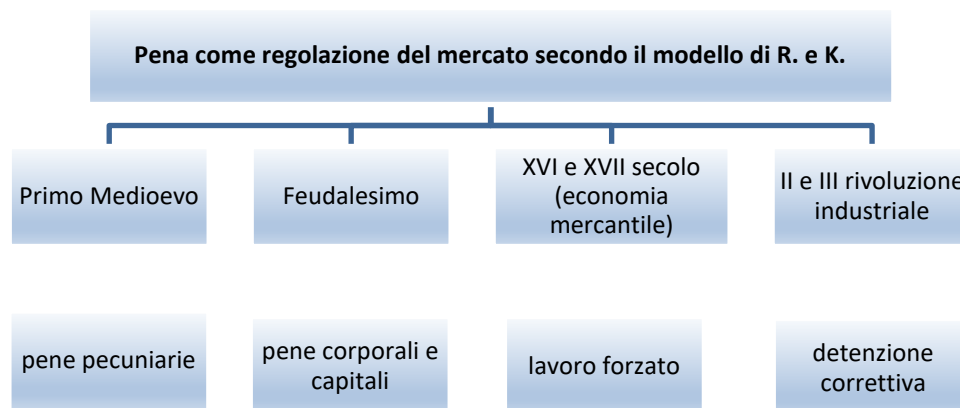 Pena come regolazione del mercato secondo il modello di R. e K.
Primo Medioevo
Feudalesimo
XVI e XVII secolo
(economia
mercantile)
II e III rivoluzione
industriale
pene pecuniarie
pene corporali e
capitali
lavoro forzato
detenzione
correttiva